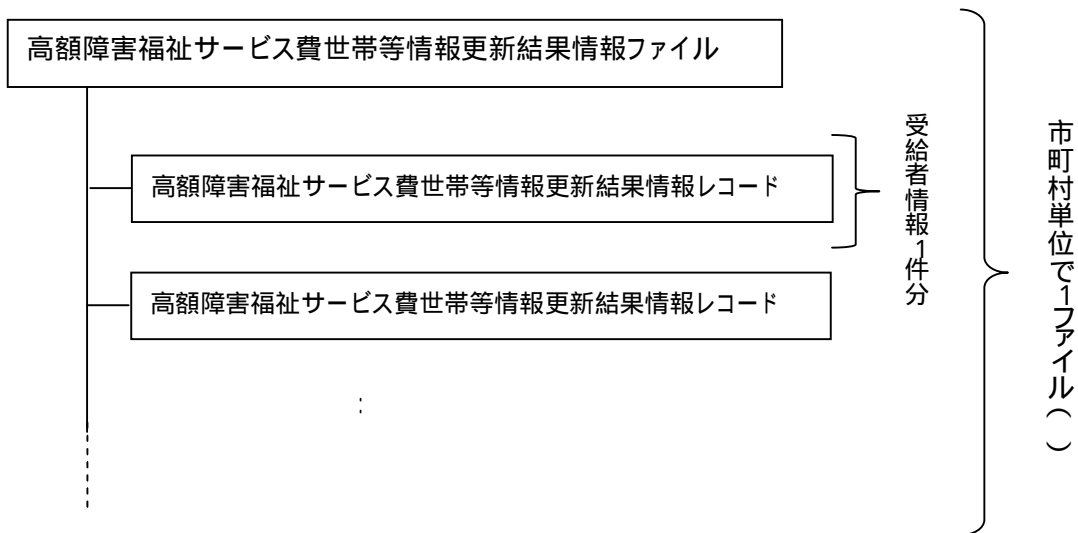 高額障害福祉サービス費世帯等情報更新結果情報ファイル
高額障害福祉サービス費世帯等情報更新結果情報レコード
高額障害福祉サービス費世帯等情報更新結果情報レコード
:
受給者情報1件分
市町村単位で1ファイル( )